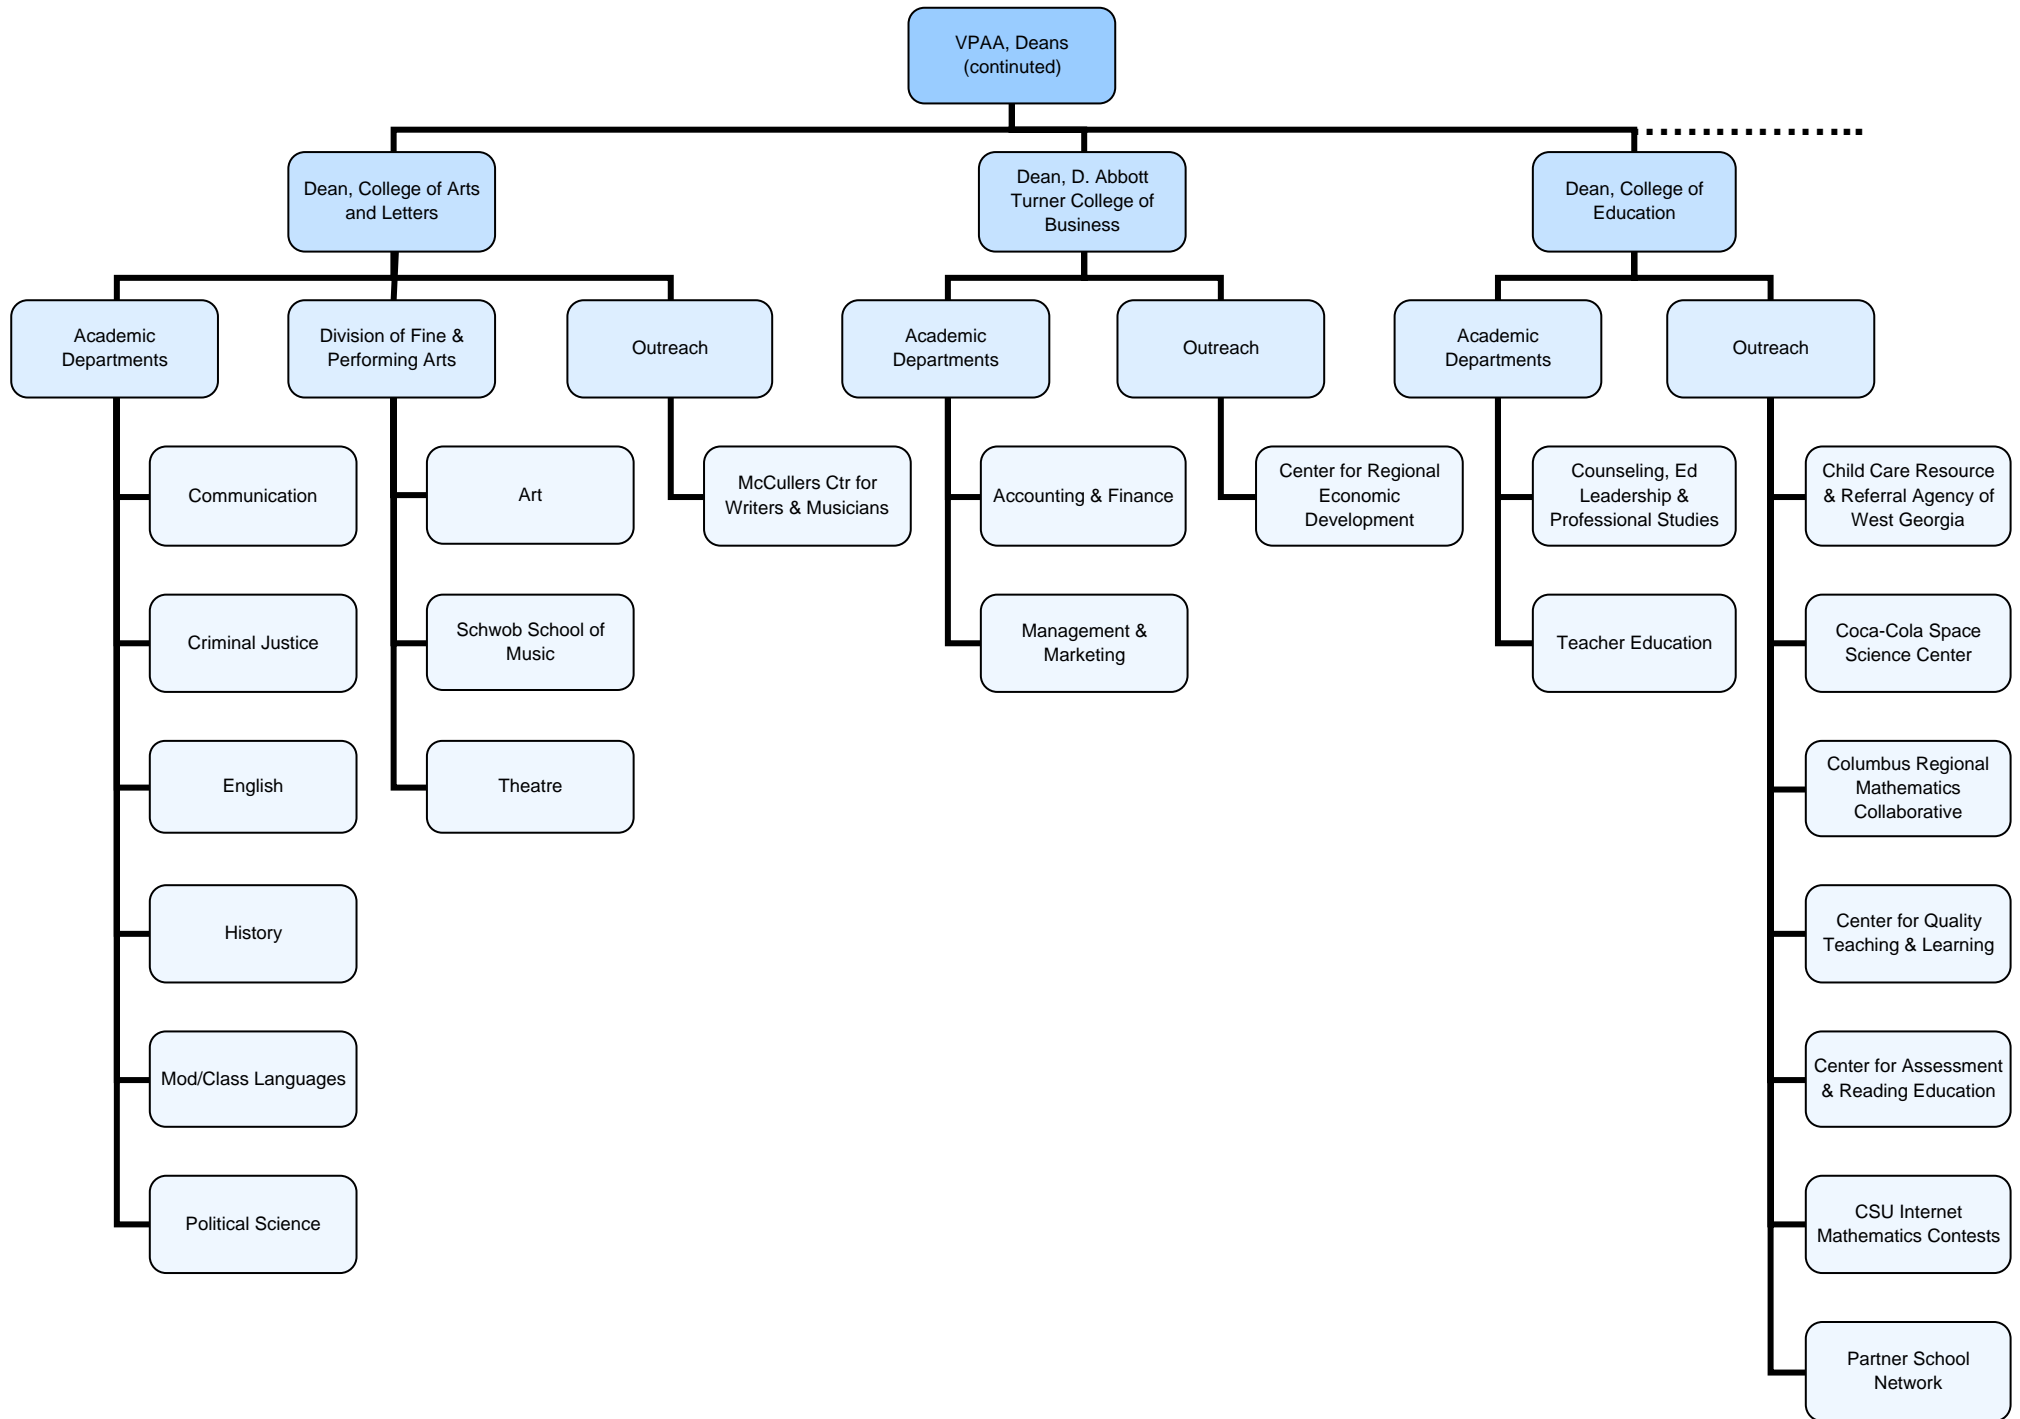 VPAA, Deans
(continuted)
Dean, College of Arts
and Letters
Dean, D. Abbott
Turner College of
Business
Dean, College of
Education
Academic
Departments
Division of Fine &
Performing Arts
Outreach
Academic
Departments
Outreach
Academic
Departments
Outreach
Communication
Art
McCullers Ctr for
Writers & Musicians
Accounting & Finance
Center for Regional
Economic
Development
Counseling, Ed
Leadership &
Professional Studies
Child Care Resource
& Referral Agency of
West Georgia
Criminal Justice
Schwob School of
Music
Management &
Marketing
Teacher Education
Coca-Cola Space
Science Center
English
Theatre
Columbus Regional
Mathematics
Collaborative
History
Center for Quality
Teaching & Learning
Mod/Class Languages
Center for Assessment
& Reading Education
Political Science
CSU Internet
Mathematics Contests
Partner School
Network